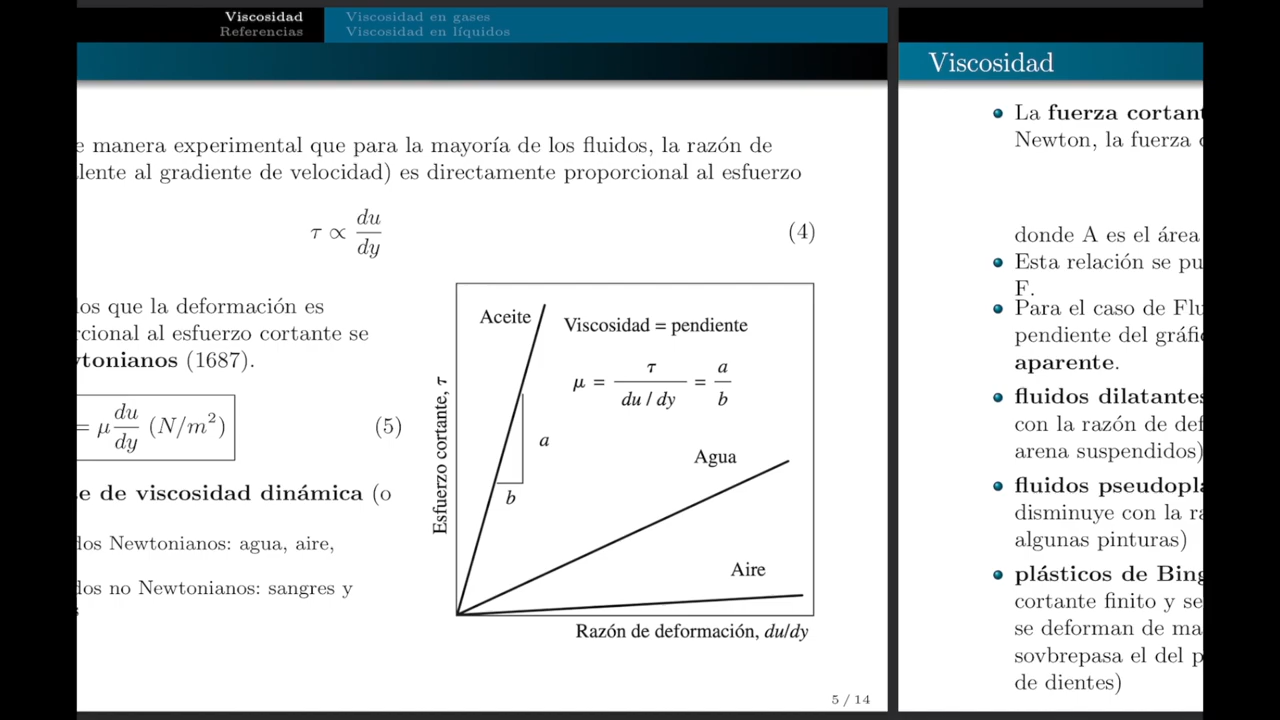 Viscosidad
Referencias
Viscosidad en gases
Viscosidad en líquidos
e manera experimental que para la mayoría de los fluidos, la razón de
lente al gradiente de velocidad) es directamente proporcional al esfuerzo
τ ∝ du/dy (4)
los que la deformación es
rcional al esfuerzo cortante se
tonianos (1687).
= μ du/dy (N/m²) (5)
e de viscosidad dinámica (o
dos Newtonianos: agua, aire,
dos no Newtonianos: sangres y
Aceite
Viscosidad = pendiente
μ = τ / (du / dy) = a / b
a
b
Agua
Aire
Esfuerzo cortante, τ
Razón de deformación, du/dy
5 / 14
Viscosidad
La fuerza cortant
Newton, la fuerza
donde A es el área
Esta relación se pu
F.
Para el caso de Flu
pendiente del gráfi
aparente.
fluidos dilatantes
con la razón de def
arena suspendidos)
fluidos pseudopla
disminuye con la ra
algunas pinturas)
plásticos de Bing
cortante finito y se
se deforman de ma
sovbrepasa el del p
de dientes)